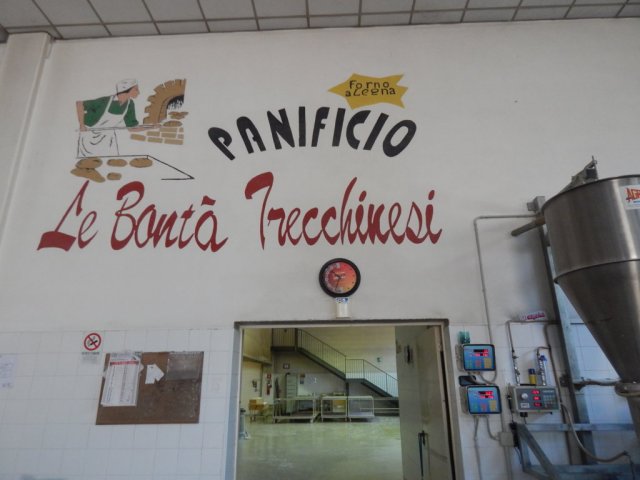 Forno
a Legna
PANIFICIO
Le Bontà Trecchinesi